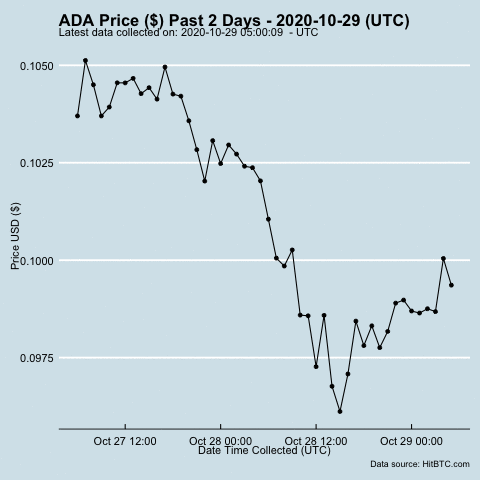 ADA Price ($) Past 2 Days - 2020-10-29 (UTC)
Latest data collected on: 2020-10-29 05:00:09 - UTC
0.1050
0.1025
0.1000
0.0975
Price USD ($)
Oct 27 12:00 Oct 28 00:00 Oct 28 12:00 Oct 29 00:00
Date Time Collected (UTC)
Data source: HitBTC.com